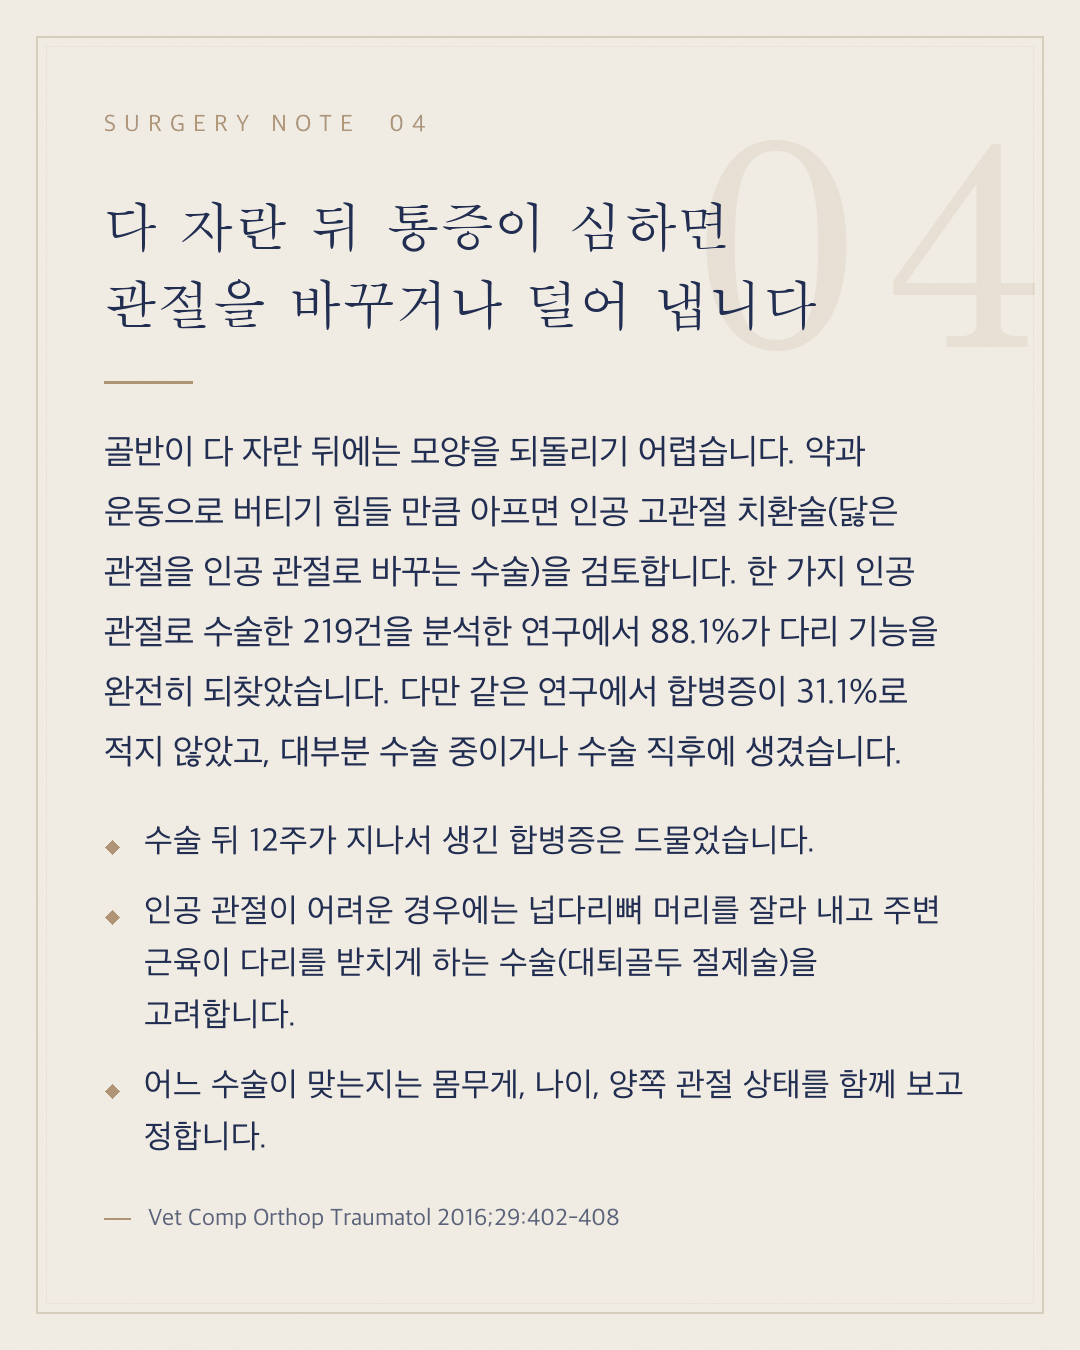 SURGERY NOTE 04
04
다 자란 뒤 통증이 심하면
관절을 바꾸거나 덜어 냅니다
골반이 다 자란 뒤에는 모양을 되돌리기 어렵습니다. 약과
운동으로 버티기 힘들 만큼 아프면 인공 고관절 치환술(닳은
관절을 인공 관절로 바꾸는 수술)을 검토합니다. 한 가지 인공
관절로 수술한 219건을 분석한 연구에서 88.1%가 다리 기능을
완전히 되찾았습니다. 다만 같은 연구에서 합병증이 31.1%로
적지 않았고, 대부분 수술 중이거나 수술 직후에 생겼습니다.
◆ 수술 뒤 12주가 지나서 생긴 합병증은 드물었습니다.
◆ 인공 관절이 어려운 경우에는 넙다리뼈 머리를 잘라 내고 주변
근육이 다리를 받치게 하는 수술(대퇴골두 절제술)을
고려합니다.
◆ 어느 수술이 맞는지는 몸무게, 나이, 양쪽 관절 상태를 함께 보고
정합니다.
— Vet Comp Orthop Traumatol 2016;29:402–408